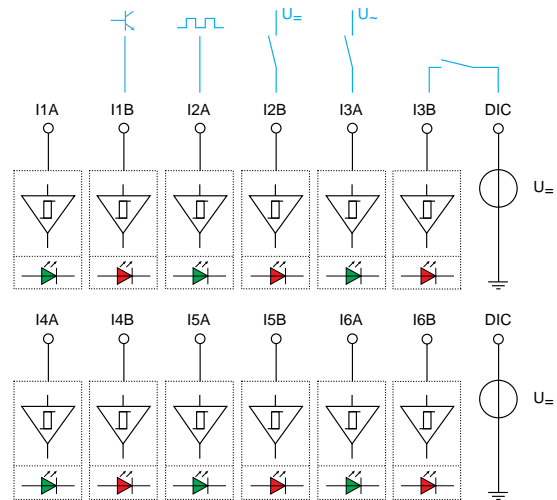 U= U~
I1A I1B I2A I2B I3A I3B DIC
U=
I4A I4B I5A I5B I6A I6B DIC
U=